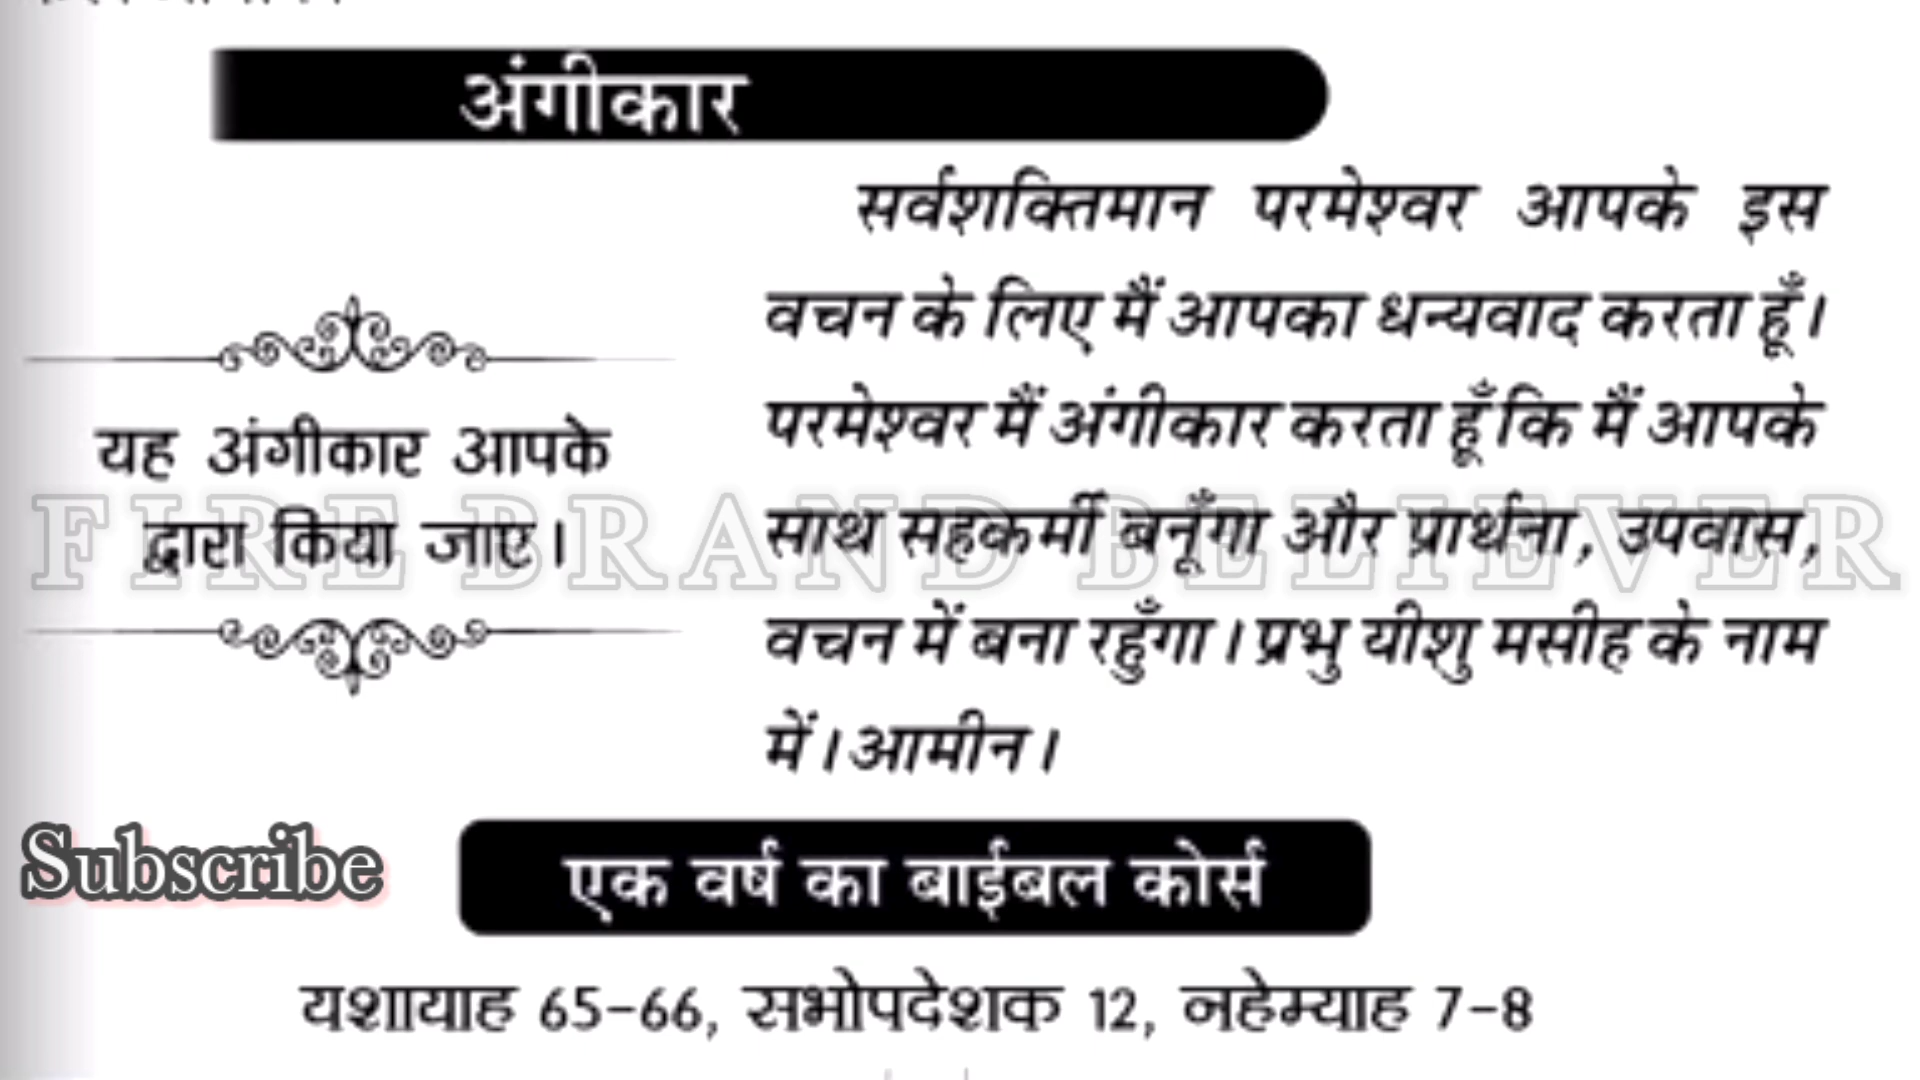 अंगीकार
यह अंगीकार आपके
द्वारा किया जाए।
सर्वशक्तिमान परमेश्वर आपके इस
वचन के लिए मैं आपका धन्यवाद करता हूँ।
परमेश्वर मैं अंगीकार करता हूँ कि मैं आपके
साथ सहकर्मी बनूँगा और प्रार्थना, उपवास,
वचन में बना रहुँगा। प्रभु यीशु मसीह के नाम
में। आमीन।
FIRE BRAND BELIEVER
Subscribe
एक वर्ष का बाईबल कोर्स
यशायाह 65-66, सभोपदेशक 12, नहेम्याह 7-8